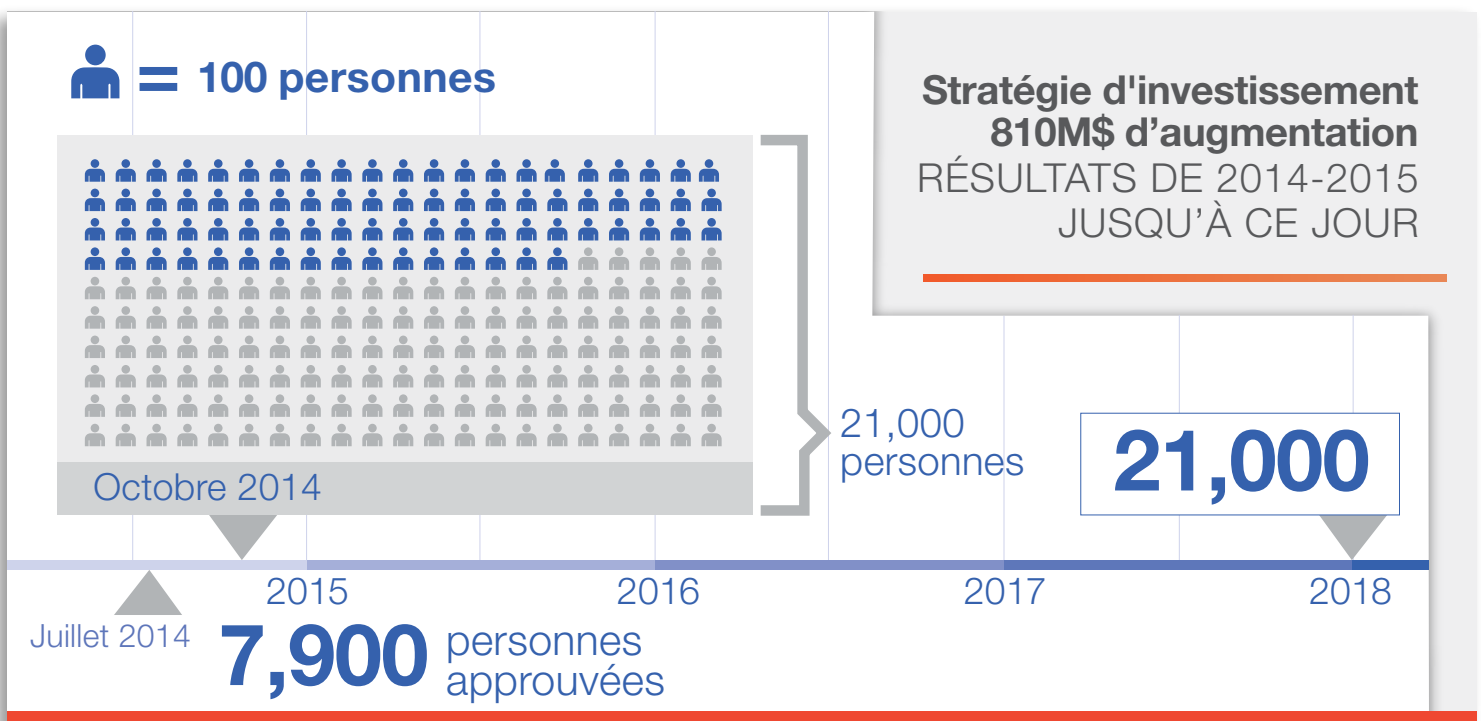 = 100 personnes
Stratégie d'investissement
810M$ d’augmentation
RÉSULTATS DE 2014-2015
JUSQU’À CE JOUR
21,000
personnes
21,000
Octobre 2014
2015
2016
2017
2018
Juillet 2014
7,900 personnes
approuvées